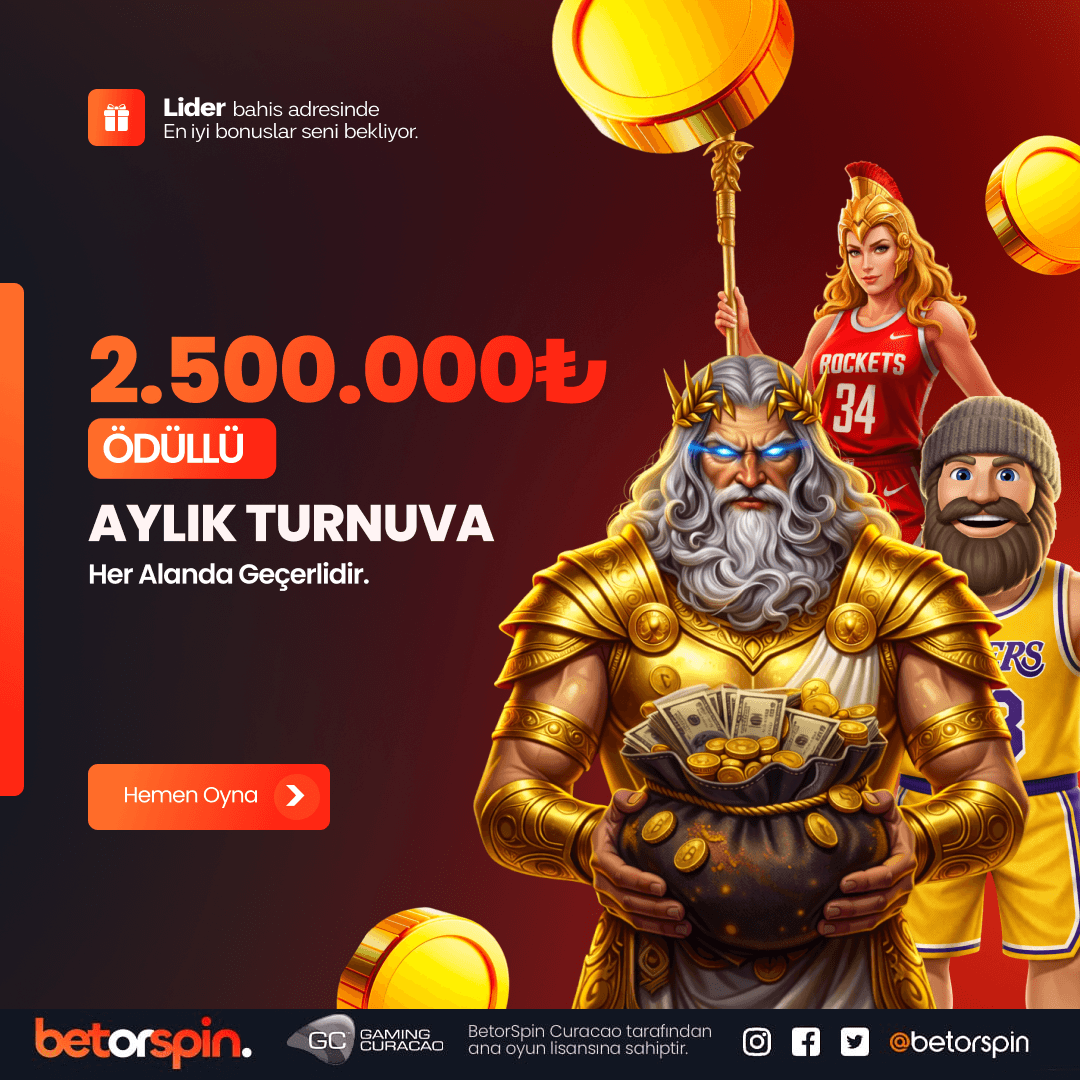 Lider bahis adresinde
En iyi bonuslar seni bekliyor.
2.500.000₺
ÖDÜLLÜ
AYLIK TURNUVA
Her Alanda Geçerlidir.
Hemen Oyna
ROCKETS
34
ERS
betorspin.
GC
GAMING
CURACAO
BetorSpin Curacao tarafından
ana oyun lisansına sahiptir.
@betorspin